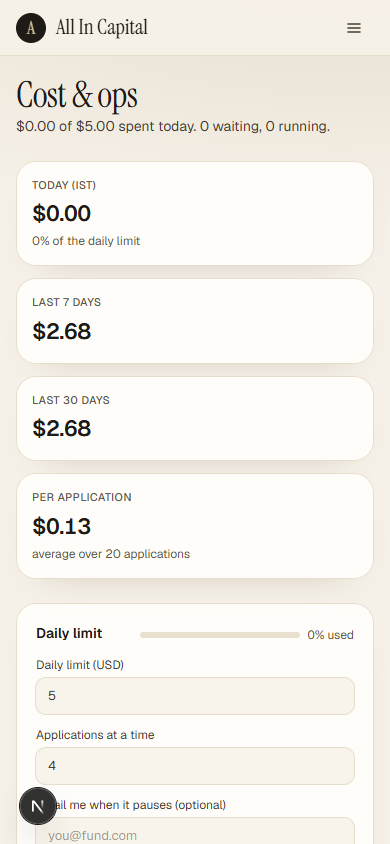 A All In Capital
Cost & ops
$0.00 of $5.00 spent today. 0 waiting, 0 running.
TODAY (IST)
$0.00
0% of the daily limit
LAST 7 DAYS
$2.68
LAST 30 DAYS
$2.68
PER APPLICATION
$0.13
average over 20 applications
Daily limit 0% used
Daily limit (USD)
5
Applications at a time
4
N ail me when it pauses (optional)
you@fund.com